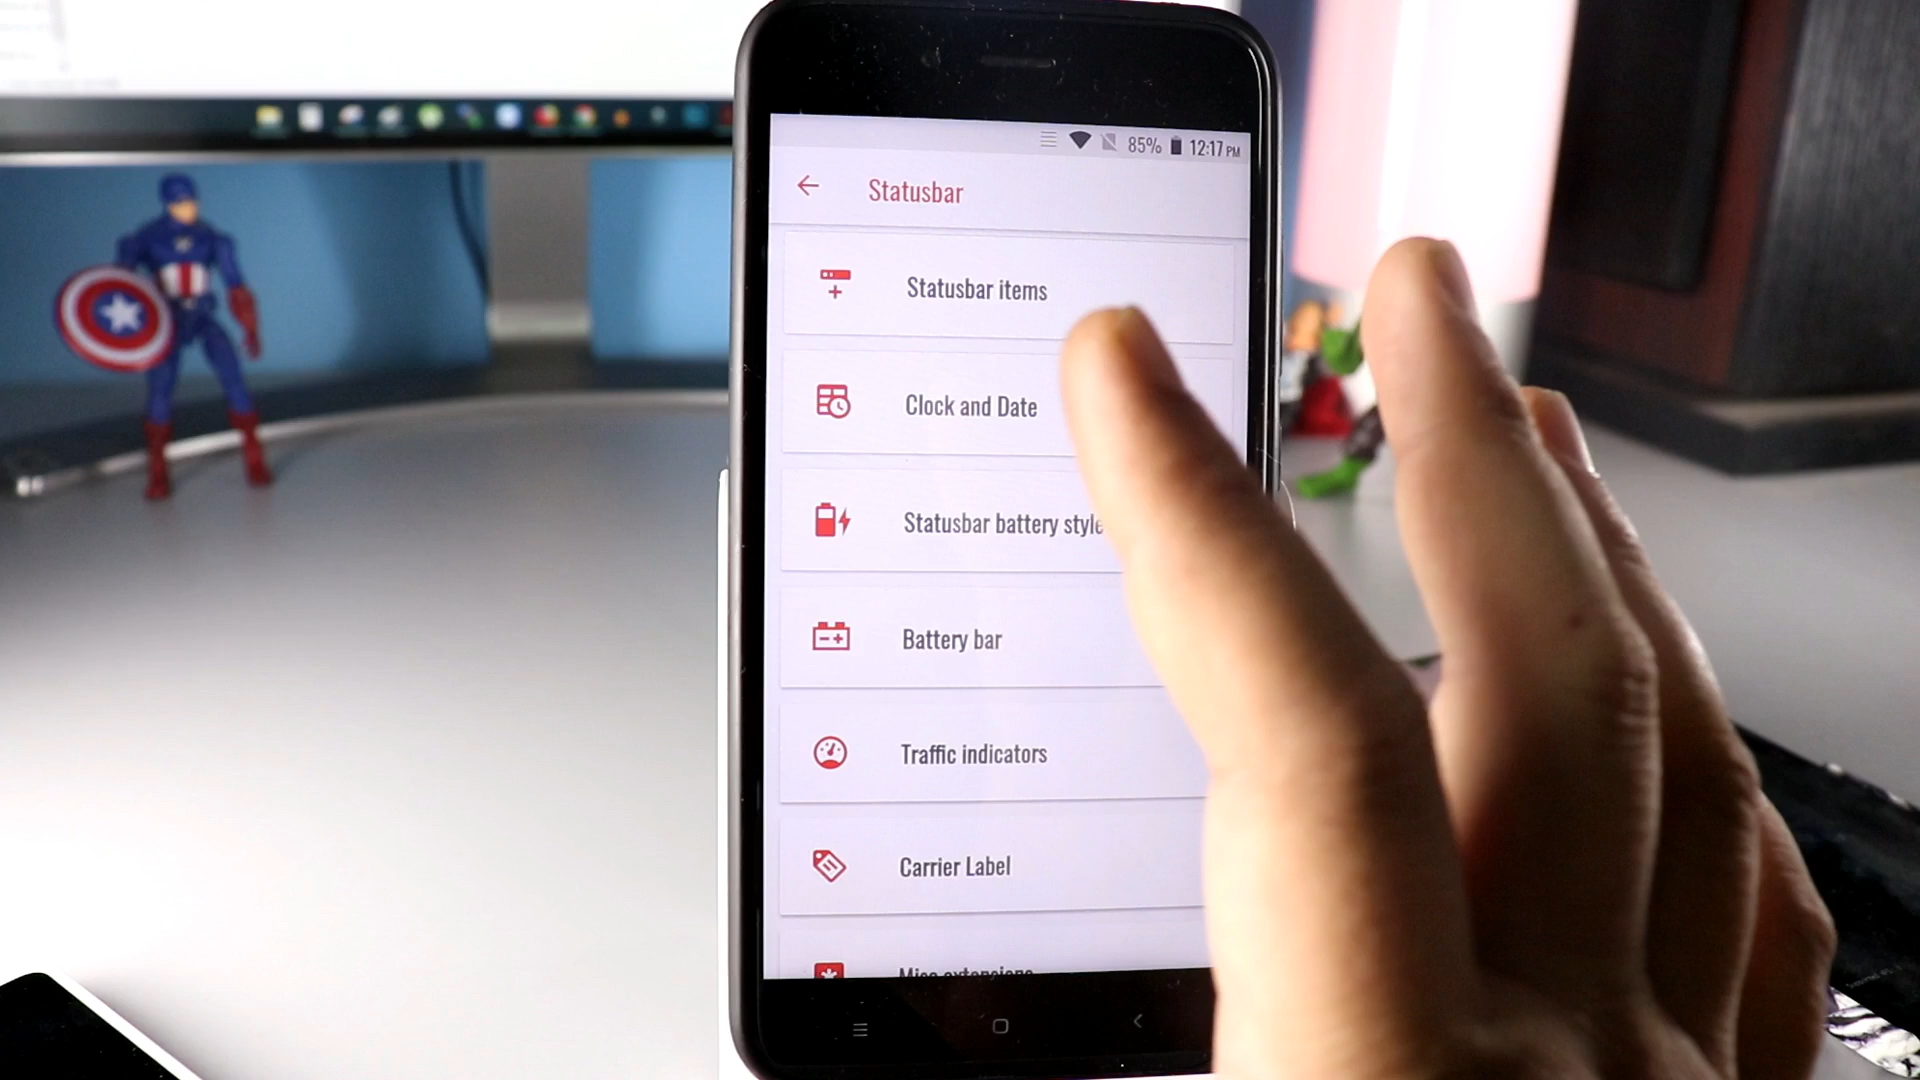 85% 12:17 PM
Statusbar
Statusbar items
Clock and Date
Statusbar battery style
Battery bar
Traffic indicators
Carrier Label
Misc extensions